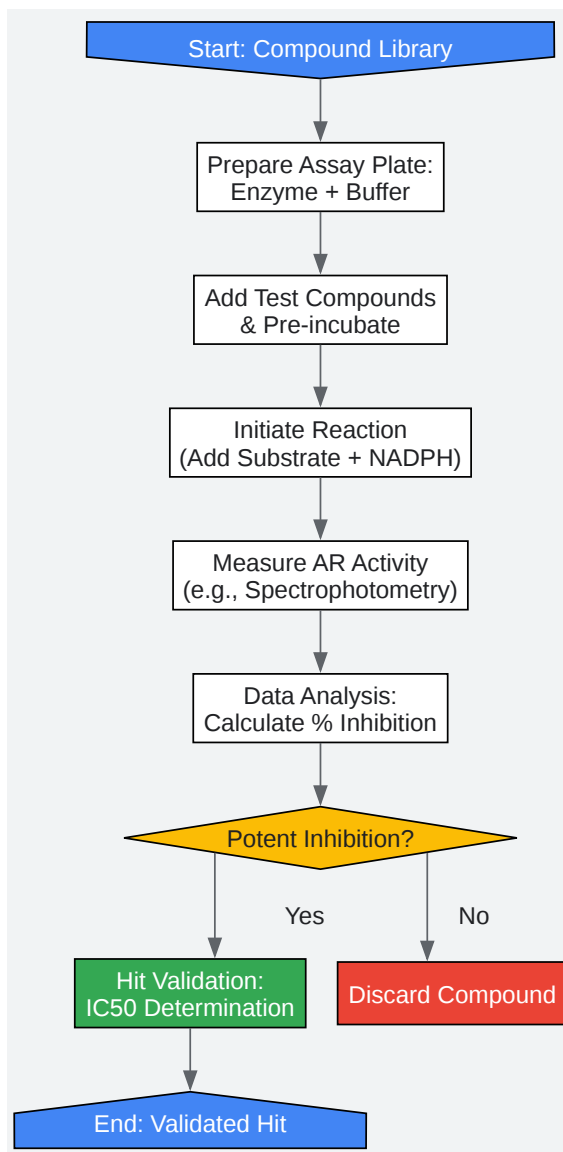 Start: Compound Library
Prepare Assay Plate:
Enzyme + Buffer
Add Test Compounds
& Pre-incubate
Initiate Reaction
(Add Substrate + NADPH)
Measure AR Activity
(e.g., Spectrophotometry)
Data Analysis:
Calculate % Inhibition
Potent Inhibition?
Yes
No
Hit Validation:
IC50 Determination
Discard Compound
End: Validated Hit